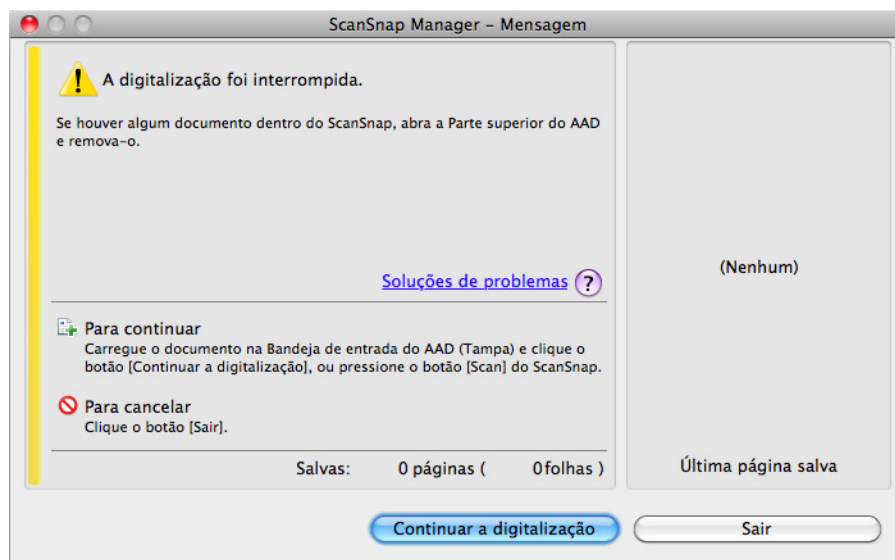 ScanSnap Manager – Mensagem
A digitalização foi interrompida.
Se houver algum documento dentro do ScanSnap, abra a Parte superior do AAD
e remova-o.
Soluções de problemas ?
(Nenhum)
Para continuar
Carregue o documento na Bandeja de entrada do AAD (Tampa) e clique o
botão [Continuar a digitalização], ou pressione o botão [Scan] do ScanSnap.
Para cancelar
Clique o botão [Sair].
Salvas: 0 páginas ( 0folhas )
Última página salva
Continuar a digitalização
Sair